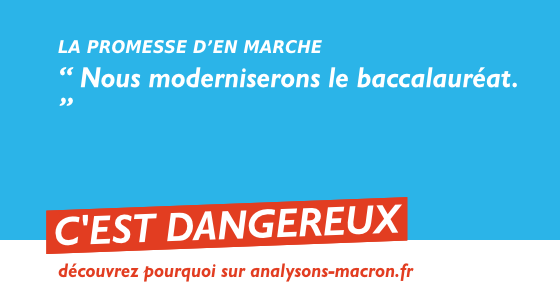 LA PROMESSE D’EN MARCHE
“ Nous moderniserons le baccalauréat.
”
C'EST DANGEREUX
découvrez pourquoi sur analysons-macron.fr